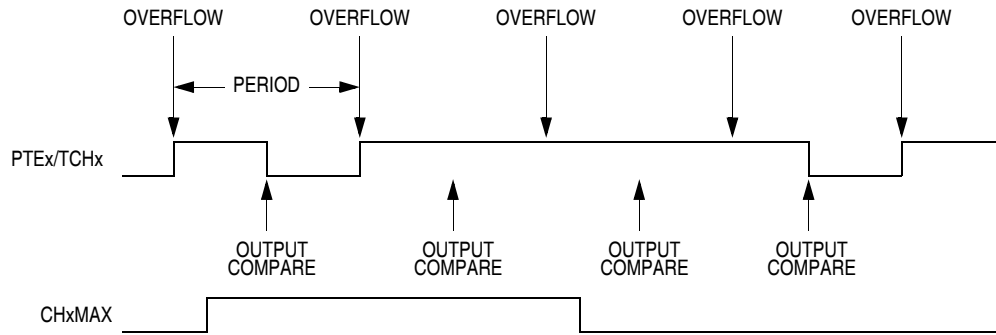 OVERFLOW OVERFLOW OVERFLOW OVERFLOW OVERFLOW
PERIOD
PTEx/TCHx
OUTPUT COMPARE
OUTPUT COMPARE
OUTPUT COMPARE
OUTPUT COMPARE
CHxMAX